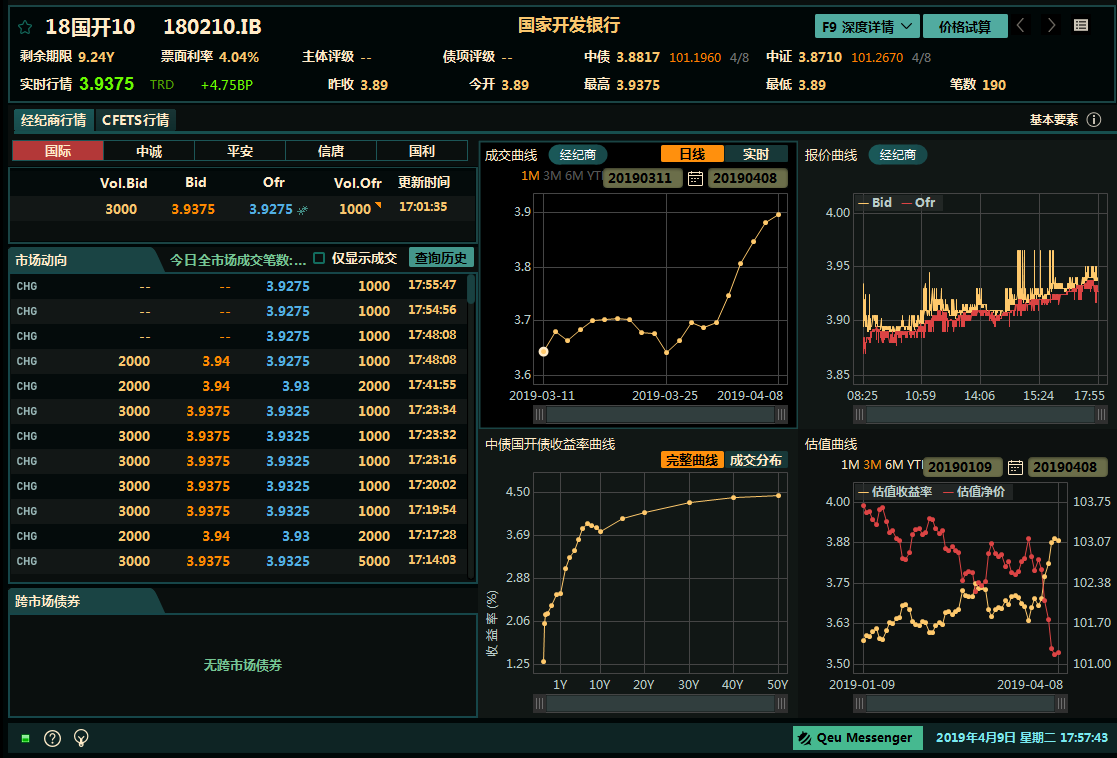 18国开10 180210.IB 国家开发银行 F9 深度详情 价格试算
剩余期限 9.24Y 票面利率 4.04% 主体评级 -- 债项评级 -- 中债 3.8817 101.1960 4/8 中证 3.8710 101.2670 4/8
实时行情 3.9375 TRD +4.75BP 昨收 3.89 今开 3.89 最高 3.9375 最低 3.89 笔数 190
经纪商行情 CFETS行情 基本要素
国际 中诚 平安 信唐 国利
Vol.Bid Bid Ofr Vol.Ofr 更新时间
3000 3.9375 3.9275 1000 17:01:35
市场动向 今日全市场成交笔数:... 仅显示成交 查询历史
CHG -- -- 3.9275 1000 17:55:47
CHG -- -- 3.9275 1000 17:54:56
CHG -- -- 3.9275 1000 17:48:08
CHG 2000 3.94 3.9275 1000 17:48:08
CHG 2000 3.94 3.93 2000 17:41:55
CHG 3000 3.9375 3.9325 1000 17:23:34
CHG 3000 3.9375 3.9325 1000 17:23:32
CHG 3000 3.9375 3.9325 1000 17:23:16
CHG 3000 3.9375 3.9325 1000 17:20:02
CHG 3000 3.9375 3.9325 1000 17:19:54
CHG 2000 3.94 3.93 2000 17:17:28
CHG 3000 3.9375 3.9325 5000 17:14:03
跨市场债券
无跨市场债券
成交曲线 经纪商 日线 实时
1M 3M 6M YT 20190311 20190408
3.9
3.8
3.7
3.6
2019-03-11 2019-03-25 2019-04-08
报价曲线 经纪商
Bid Ofr
4.00
3.95
3.90
3.85
08:25 10:59 14:06 15:24 17:55
中债国开债收益率曲线
完整曲线 成交分布
收益率(%)
4.50
3.69
2.88
2.06
1.25
1Y 10Y 20Y 30Y 40Y 50Y
估值曲线
1M 3M 6M YT 20190109 20190408
估值收益率 估值净价
4.00 103.75
3.88 103.07
3.75 102.38
3.63 101.70
3.50 101.00
2019-01-09 2019-04-08
Qeu Messenger 2019年4月9日 星期二 17:57:43